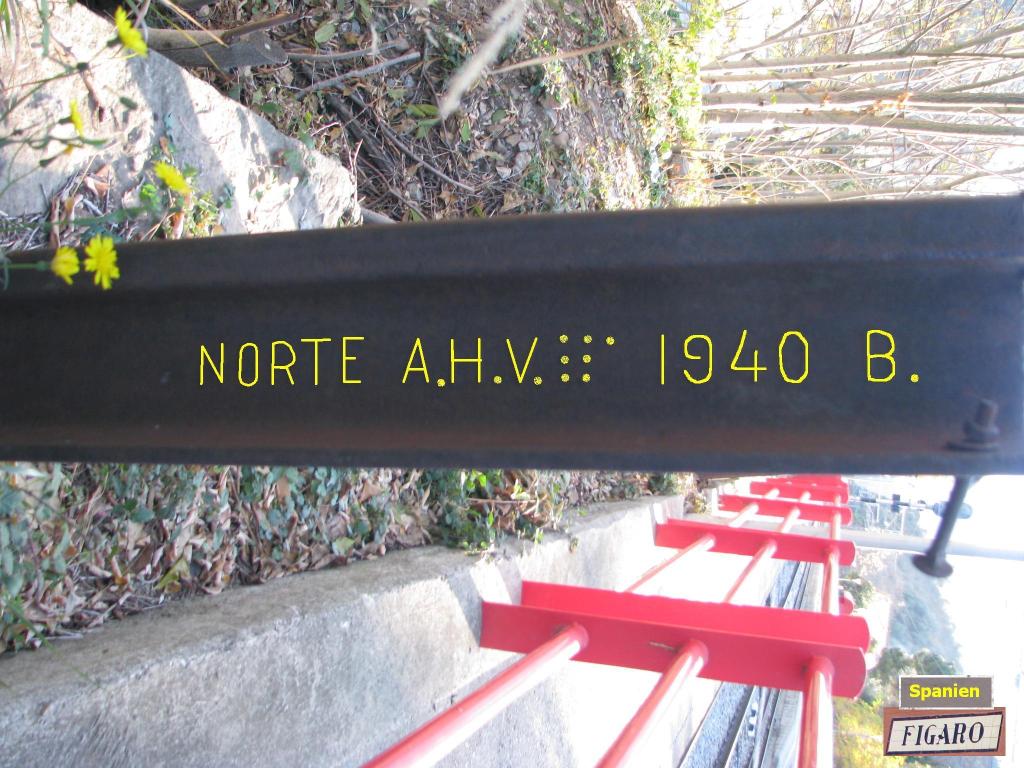 NORTE A.H.V. ⠿⠁ 1940 B.
Spanien
FIGARO